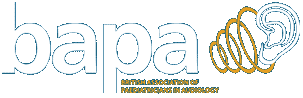 bapa
BRITISH ASSOCIATION OF
PAEDIATRICIANS IN AUDIOLOGY